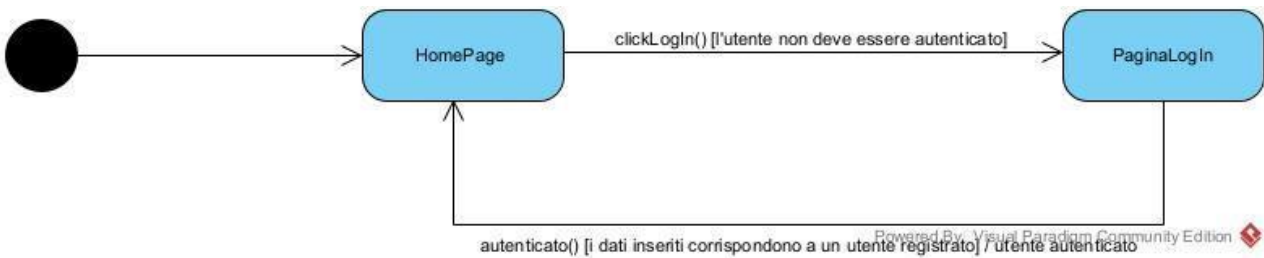 clickLogIn() [l'utente non deve essere autenticato]
HomePage
PaginaLogIn
Powered By Visual Paradigm Community Edition
autenticato() [i dati inseriti corrispondono a un utente registrato] / utente autenticato